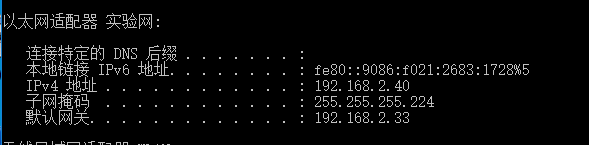 以太网适配器 实验网:
连接特定的 DNS 后缀 . . . . . . . :
本地链接 IPv6 地址. . . . . . . . : fe80::9086:f021:2683:1728%5
IPv4 地址 . . . . . . . . . . . . : 192.168.2.40
子网掩码 . . . . . . . . . . . . : 255.255.255.224
默认网关. . . . . . . . . . . . . : 192.168.2.33